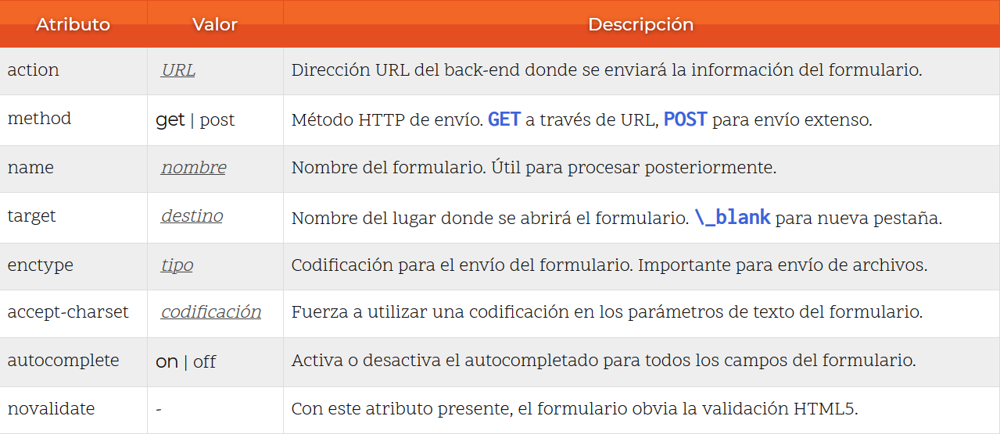 Atributo Valor Descripción
action URL Dirección URL del back-end donde se enviará la información del formulario.
method get | post Método HTTP de envío. GET a través de URL, POST para envío extenso.
name nombre Nombre del formulario. Útil para procesar posteriormente.
target destino Nombre del lugar donde se abrirá el formulario. \_blank para nueva pestaña.
enctype tipo Codificación para el envío del formulario. Importante para envío de archivos.
accept-charset codificación Fuerza a utilizar una codificación en los parámetros de texto del formulario.
autocomplete on | off Activa o desactiva el autocompletado para todos los campos del formulario.
novalidate - Con este atributo presente, el formulario obvia la validación HTML5.